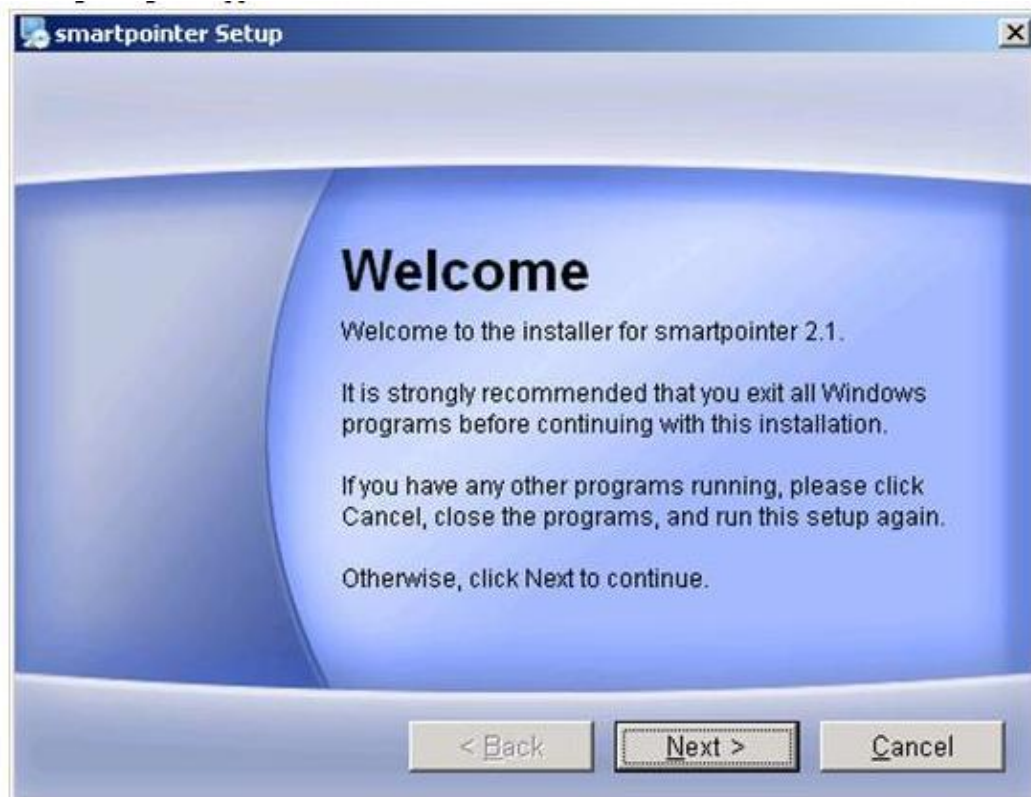 smartpointer Setup
Welcome
Welcome to the installer for smartpointer 2.1.
It is strongly recommended that you exit all Windows
programs before continuing with this installation.
If you have any other programs running, please click
Cancel, close the programs, and run this setup again.
Otherwise, click Next to continue.
< Back
Next >
Cancel